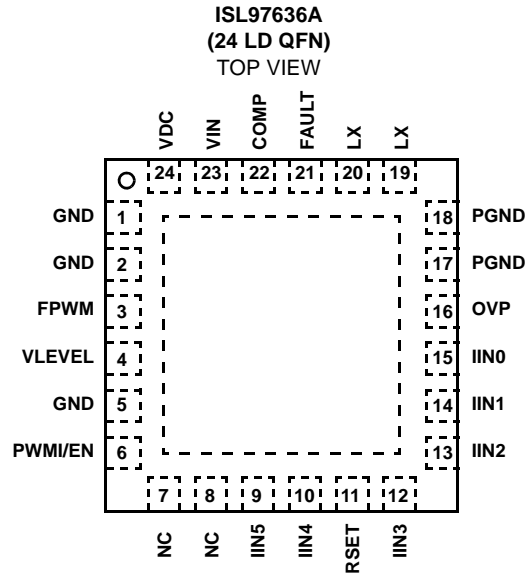 ISL97636A
(24 LD QFN)
TOP VIEW
VDC
VIN
COMP
FAULT
LX
LX
24
23
22
21
20
19
GND 1
GND 2
FPWM 3
VLEVEL 4
GND 5
PWMI/EN 6
18 PGND
17 PGND
16 OVP
15 IIN0
14 IIN1
13 IIN2
7
8
9
10
11
12
NC
NC
IIN5
IIN4
RSET
IIN3